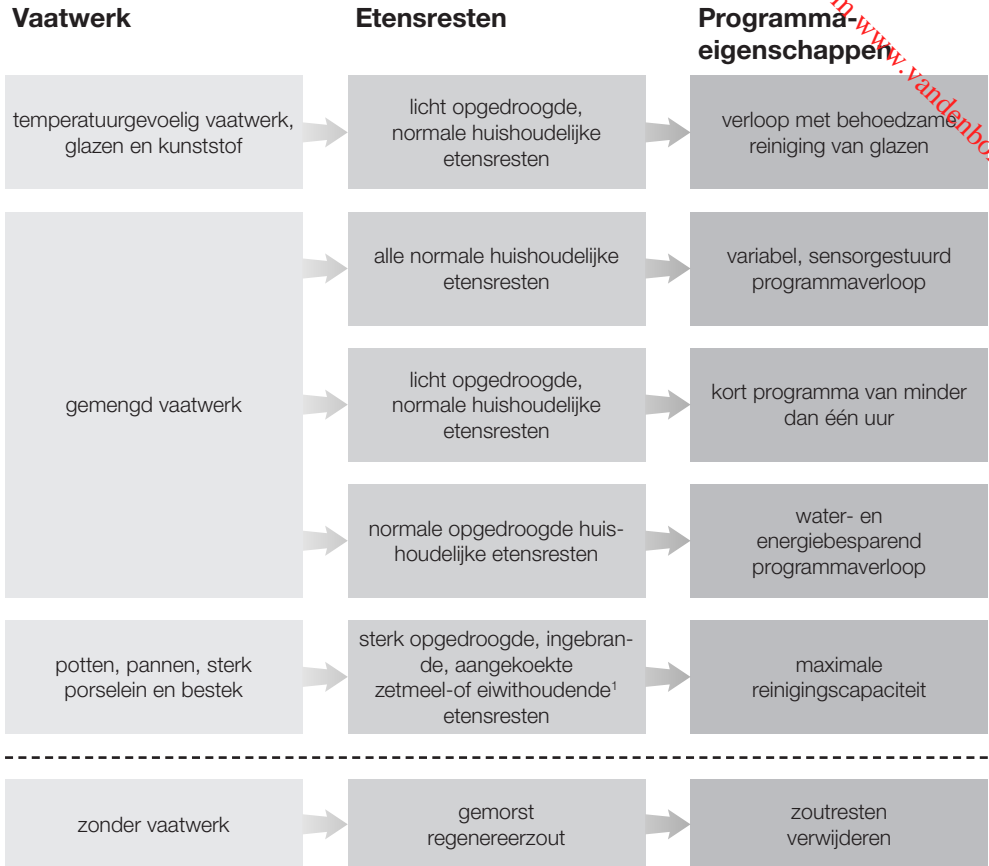 Vaatwerk
Etensresten
Programma-
eigenschappen
temperatuurgevoelig vaatwerk,
glazen en kunststof
licht opgedroogde,
normale huishoudelijke
etensresten
verloop met behoedzame
reiniging van glazen
gemengd vaatwerk
alle normale huishoudelijke
etensresten
variabel, sensorgestuurd
programmaverloop
licht opgedroogde,
normale huishoudelijke
etensresten
kort programma van minder
dan één uur
normale opgedroogde huis-
houdelijke etensresten
water- en
energiebesparend
programmaverloop
potten, pannen, sterk
porselein en bestek
sterk opgedroogde, ingebran-
de, aangekoekte
zetmeel-of eiwithoudende¹
etensresten
maximale
reinigingscapaciteit
zonder vaatwerk
gemorst
regenereerzout
zoutresten
verwijderen
www.vandenbor